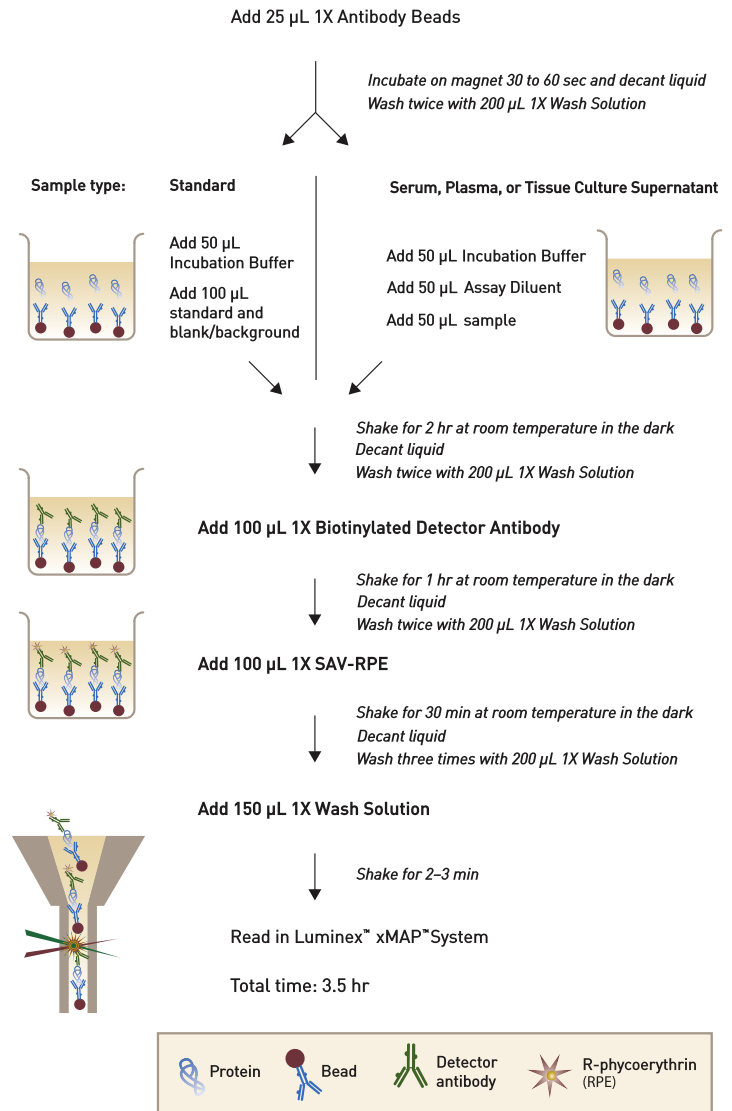 Add 25 µL 1X Antibody Beads
Incubate on magnet 30 to 60 sec and decant liquid
Wash twice with 200 µL 1X Wash Solution
Sample type:
Standard
Add 50 µL
Incubation Buffer
Add 100 µL
standard and
blank/background
Serum, Plasma, or Tissue Culture Supernatant
Add 50 µL Incubation Buffer
Add 50 µL Assay Diluent
Add 50 µL sample
Shake for 2 hr at room temperature in the dark
Decant liquid
Wash twice with 200 µL 1X Wash Solution
Add 100 µL 1X Biotinylated Detector Antibody
Shake for 1 hr at room temperature in the dark
Decant liquid
Wash twice with 200 µL 1X Wash Solution
Add 100 µL 1X SAV-RPE
Shake for 30 min at room temperature in the dark
Decant liquid
Wash three times with 200 µL 1X Wash Solution
Add 150 µL 1X Wash Solution
Shake for 2–3 min
Read in Luminex™ xMAP™ System
Total time: 3.5 hr
Protein
Bead
Detector
antibody
R-phycoerythrin
(RPE)